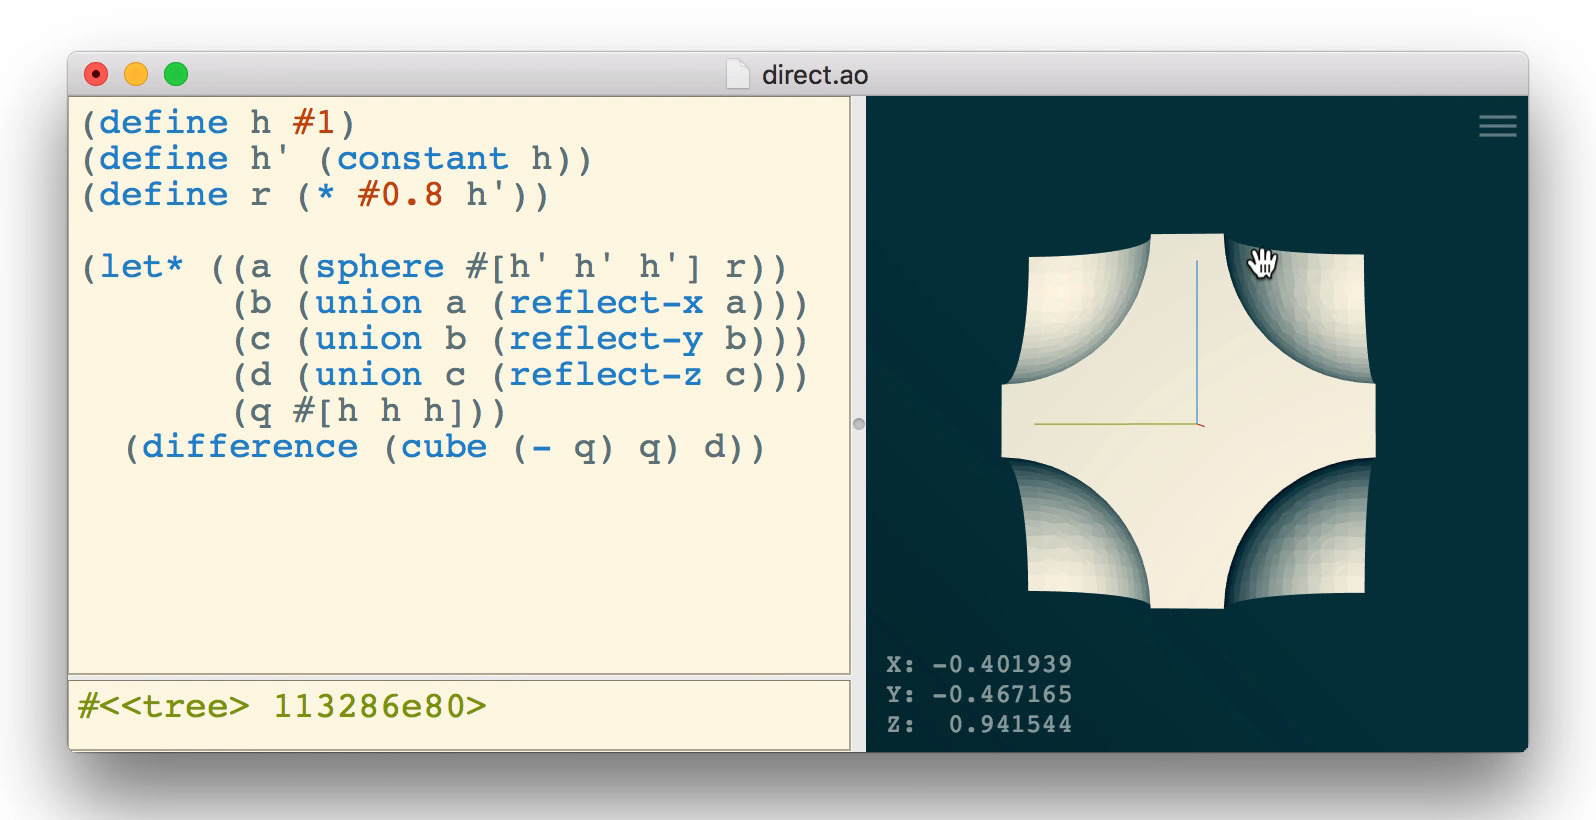 direct.ao
(define h #1)
(define h' (constant h))
(define r (* #0.8 h'))
(let* ((a (sphere #[h' h' h'] r))
(b (union a (reflect-x a)))
(c (union b (reflect-y b)))
(d (union c (reflect-z c)))
(q #[h h h]))
(difference (cube (- q) q) d))
#<<tree> 113286e80>
X: -0.401939
Y: -0.467165
Z: 0.941544